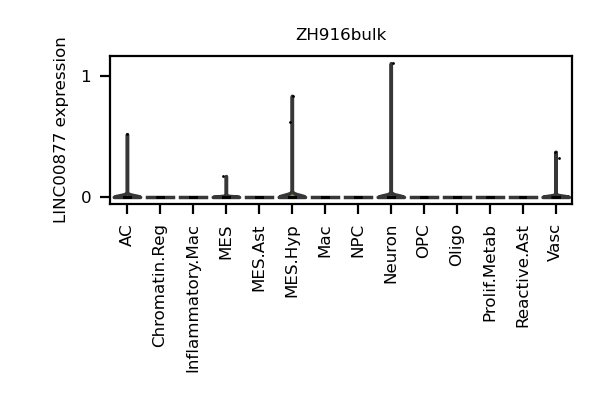 ZH916bulk
LINC00877 expression
1
0
AC
Chromatin.Reg
Inflammatory.Mac
MES
MES.Ast
MES.Hyp
Mac
NPC
Neuron
OPC
Oligo
Prolif.Metab
Reactive.Ast
Vasc